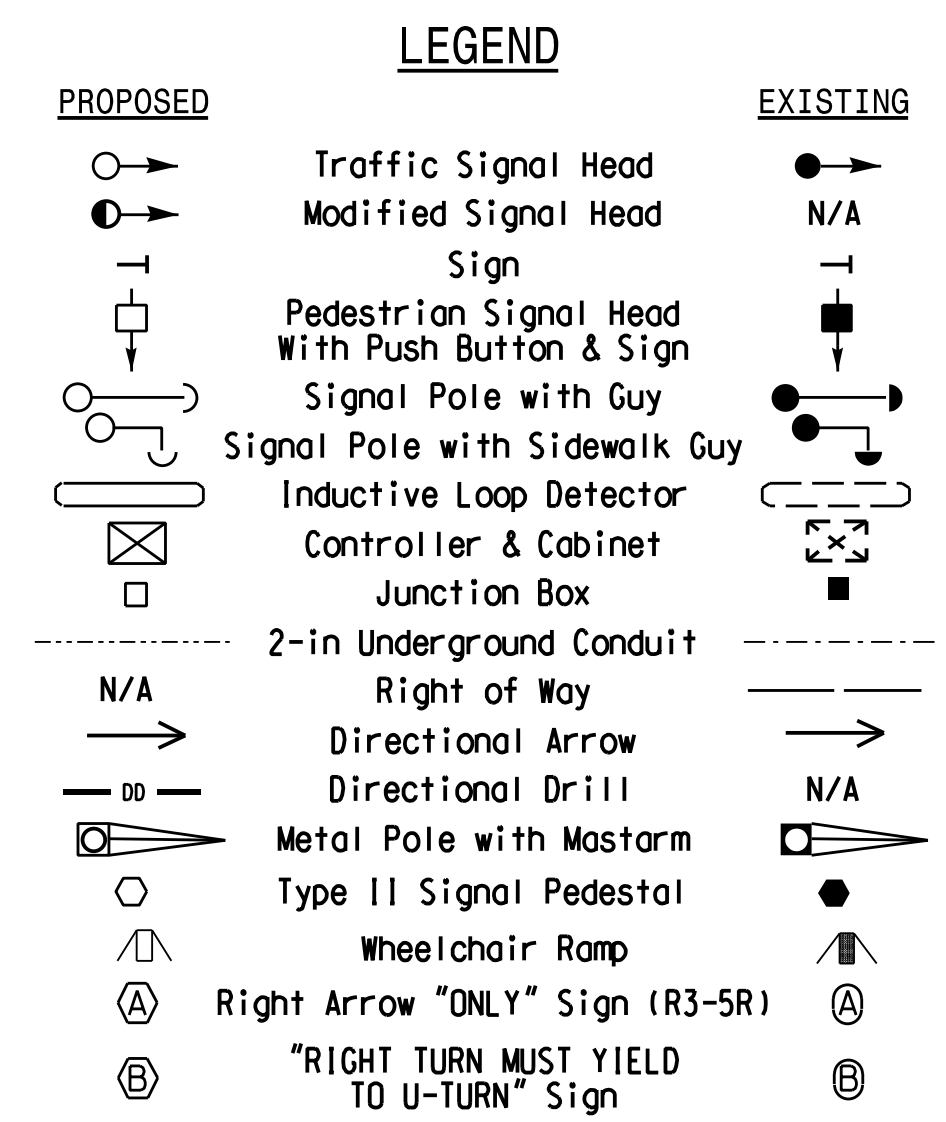 LEGEND
PROPOSED EXISTING
Traffic Signal Head
Modified Signal Head N/A
Sign
Pedestrian Signal Head
With Push Button & Sign
Signal Pole with Guy
Signal Pole with Sidewalk Guy
Inductive Loop Detector
Controller & Cabinet
Junction Box
2-in Underground Conduit
N/A Right of Way
Directional Arrow
DD Directional Drill N/A
Metal Pole with Mastarm
Type II Signal Pedestal
Wheelchair Ramp
A Right Arrow "ONLY" Sign (R3-5R) A
"RIGHT TURN MUST YIELD
B TO U-TURN" Sign B